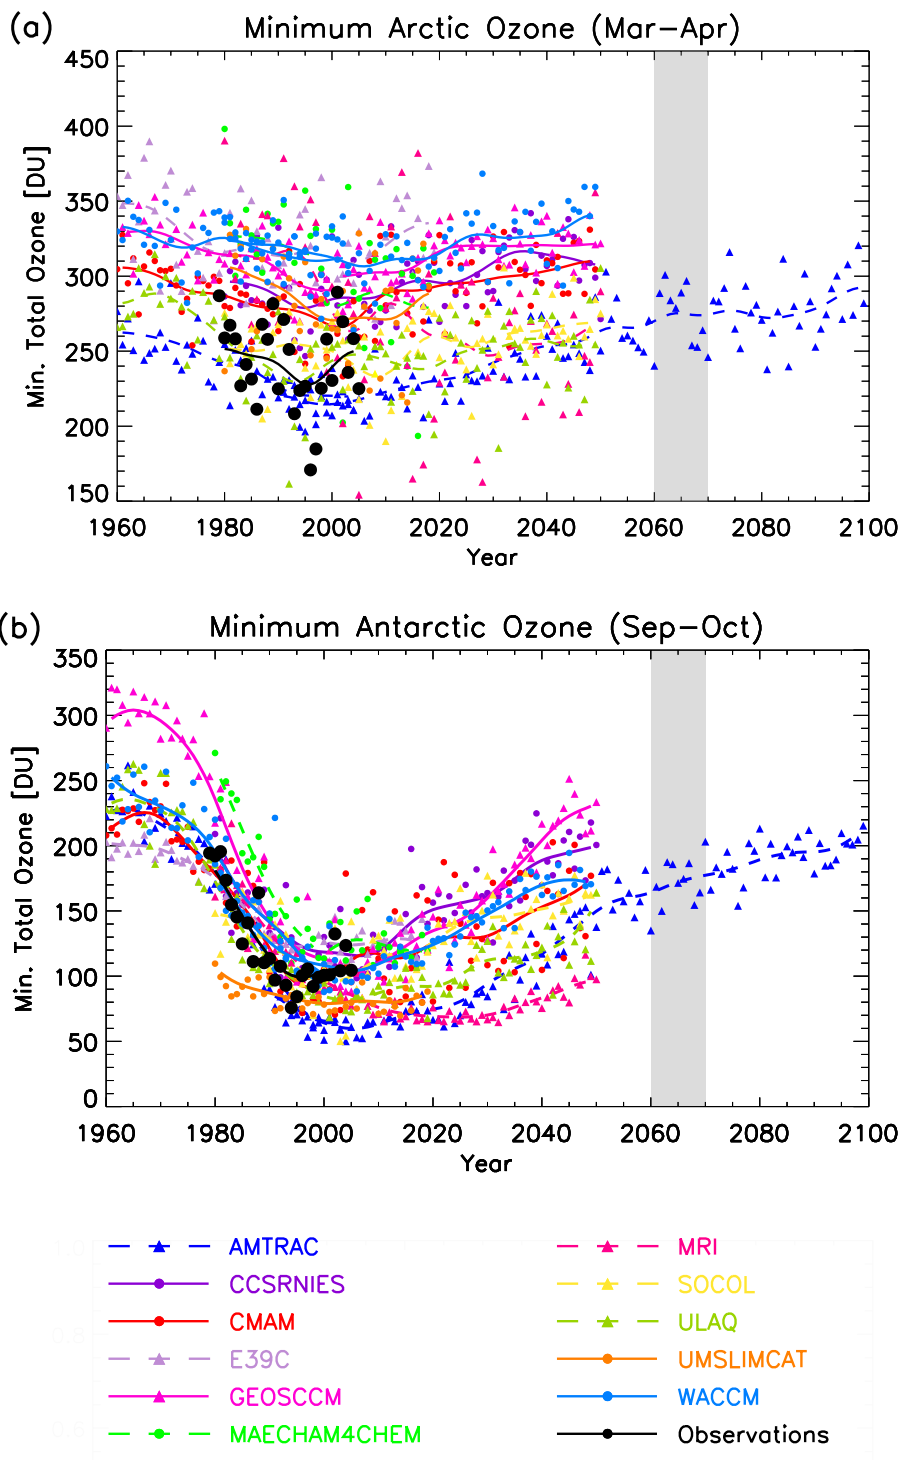 (a) Minimum Arctic Ozone (Mar-Apr)
Min. Total Ozone [DU]
450
400
350
300
250
200
150
1960 1980 2000 2020 2040 2060 2080 2100
Year
(b) Minimum Antarctic Ozone (Sep-Oct)
Min. Total Ozone [DU]
350
300
250
200
150
100
50
0
1960 1980 2000 2020 2040 2060 2080 2100
Year
AMTRAC
CCSRNIES
CMAM
E39C
GEOSCCM
MAECHAM4CHEM
MRI
SOCOL
ULAQ
UMSLIMCAT
WACCM
Observations